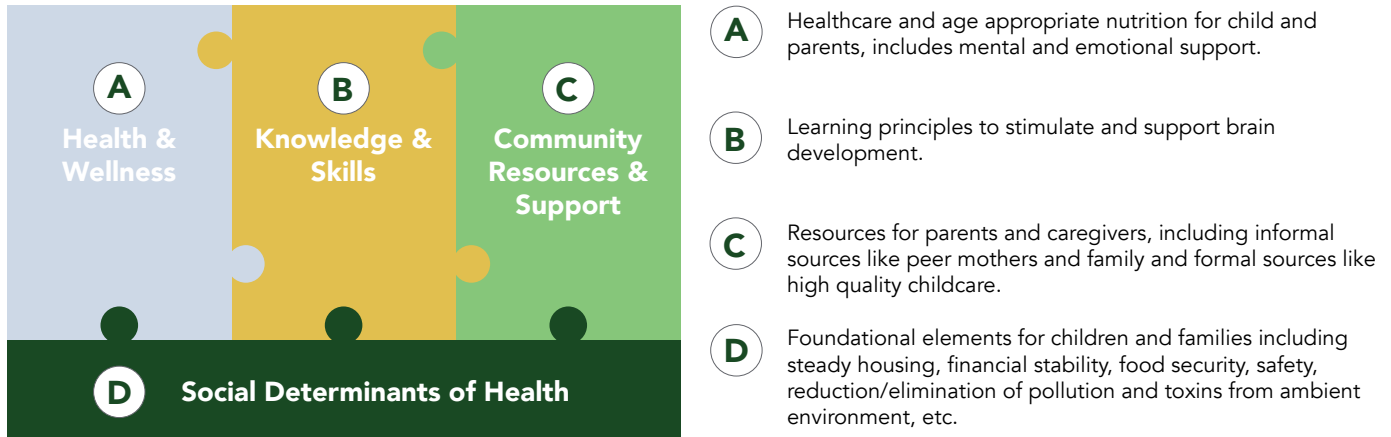 A
Health &
Wellness
B
Knowledge &
Skills
C
Community
Resources &
Support
D
Social Determinants of Health
A
Healthcare and age appropriate nutrition for child and
parents, includes mental and emotional support.
B
Learning principles to stimulate and support brain
development.
C
Resources for parents and caregivers, including informal
sources like peer mothers and family and formal sources like
high quality childcare.
D
Foundational elements for children and families including
steady housing, financial stability, food security, safety,
reduction/elimination of pollution and toxins from ambient
environment, etc.